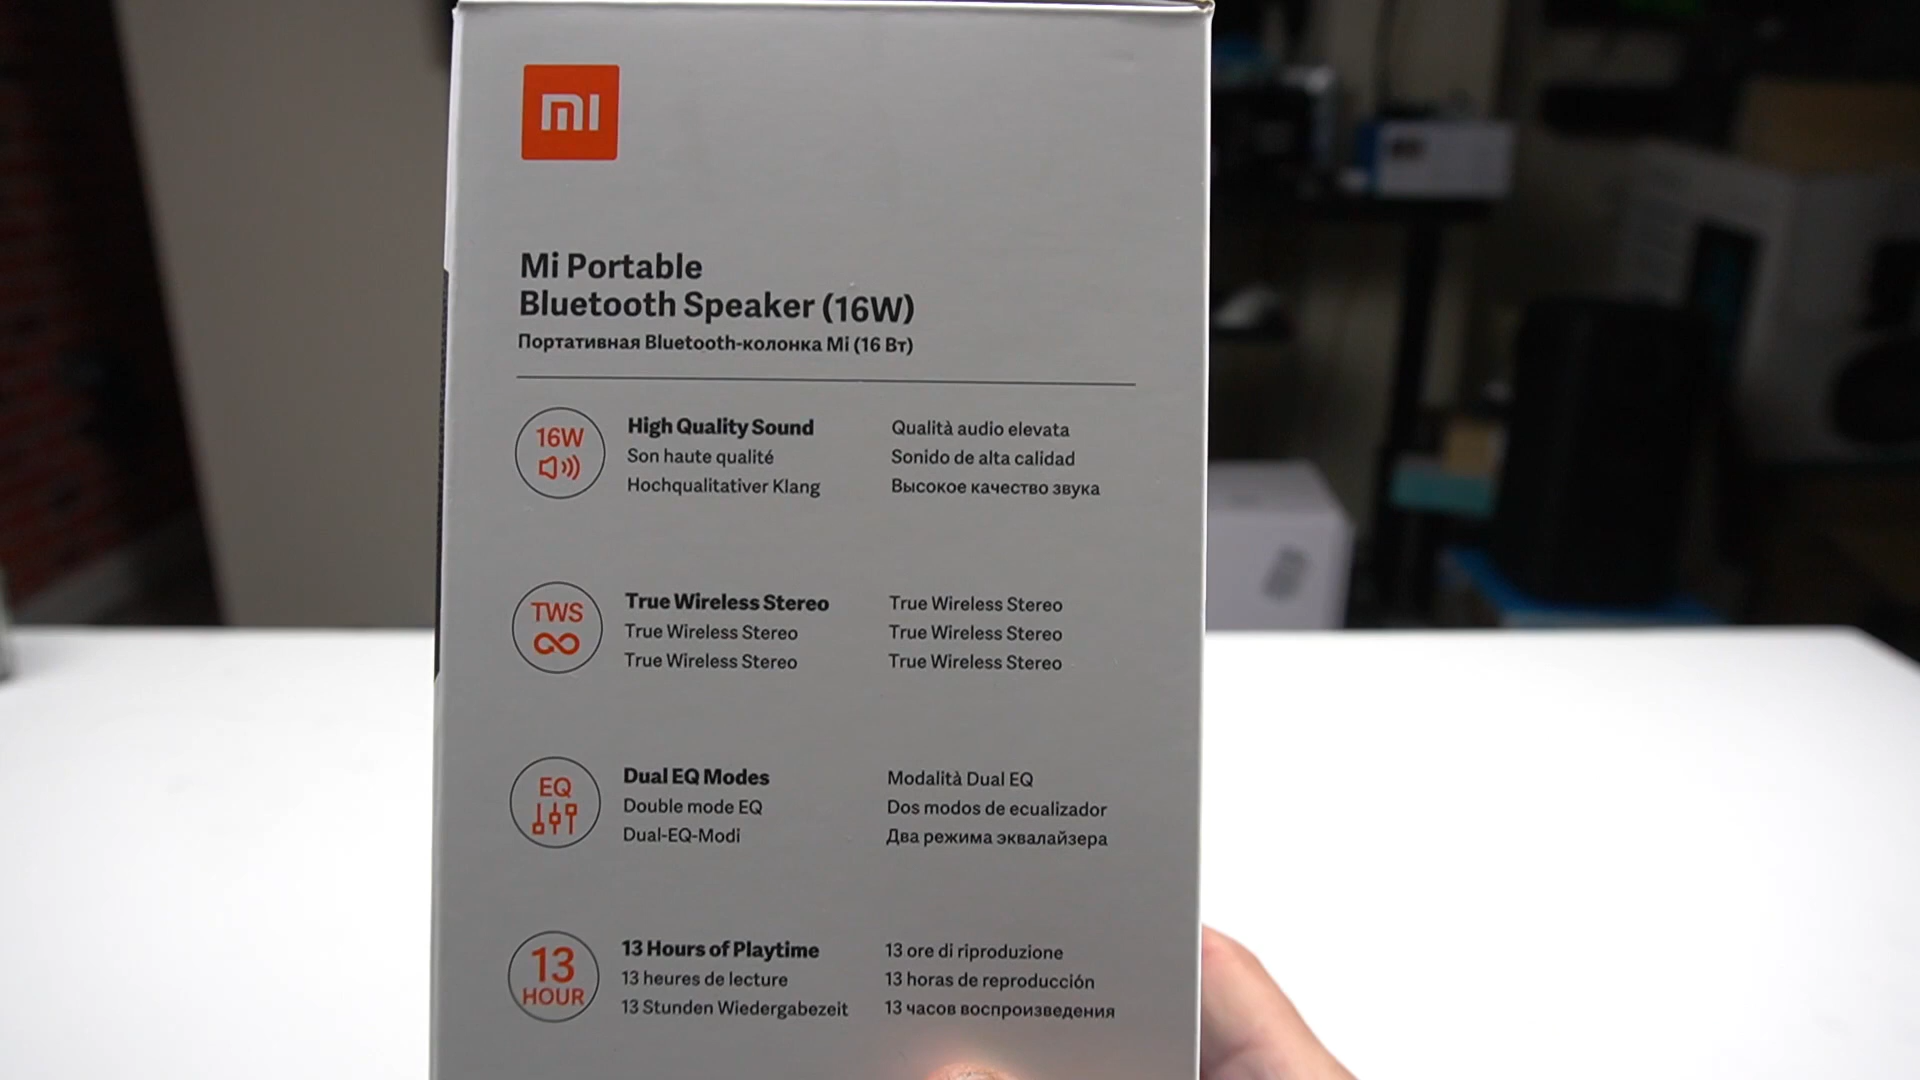 mi
Mi Portable
Bluetooth Speaker (16W)
Портативная Bluetooth-колонка Mi (16 Вт)
16W
High Quality Sound
Son haute qualité
Hochqualitativer Klang
Qualità audio elevata
Sonido de alta calidad
Высокое качество звука
TWS
True Wireless Stereo
True Wireless Stereo
True Wireless Stereo
True Wireless Stereo
True Wireless Stereo
True Wireless Stereo
EQ
Dual EQ Modes
Double mode EQ
Dual-EQ-Modi
Modalità Dual EQ
Dos modos de ecualizador
Два режима эквалайзера
13
HOUR
13 Hours of Playtime
13 heures de lecture
13 Stunden Wiedergabezeit
13 ore di riproduzione
13 horas de reproducción
13 часов воспроизведения